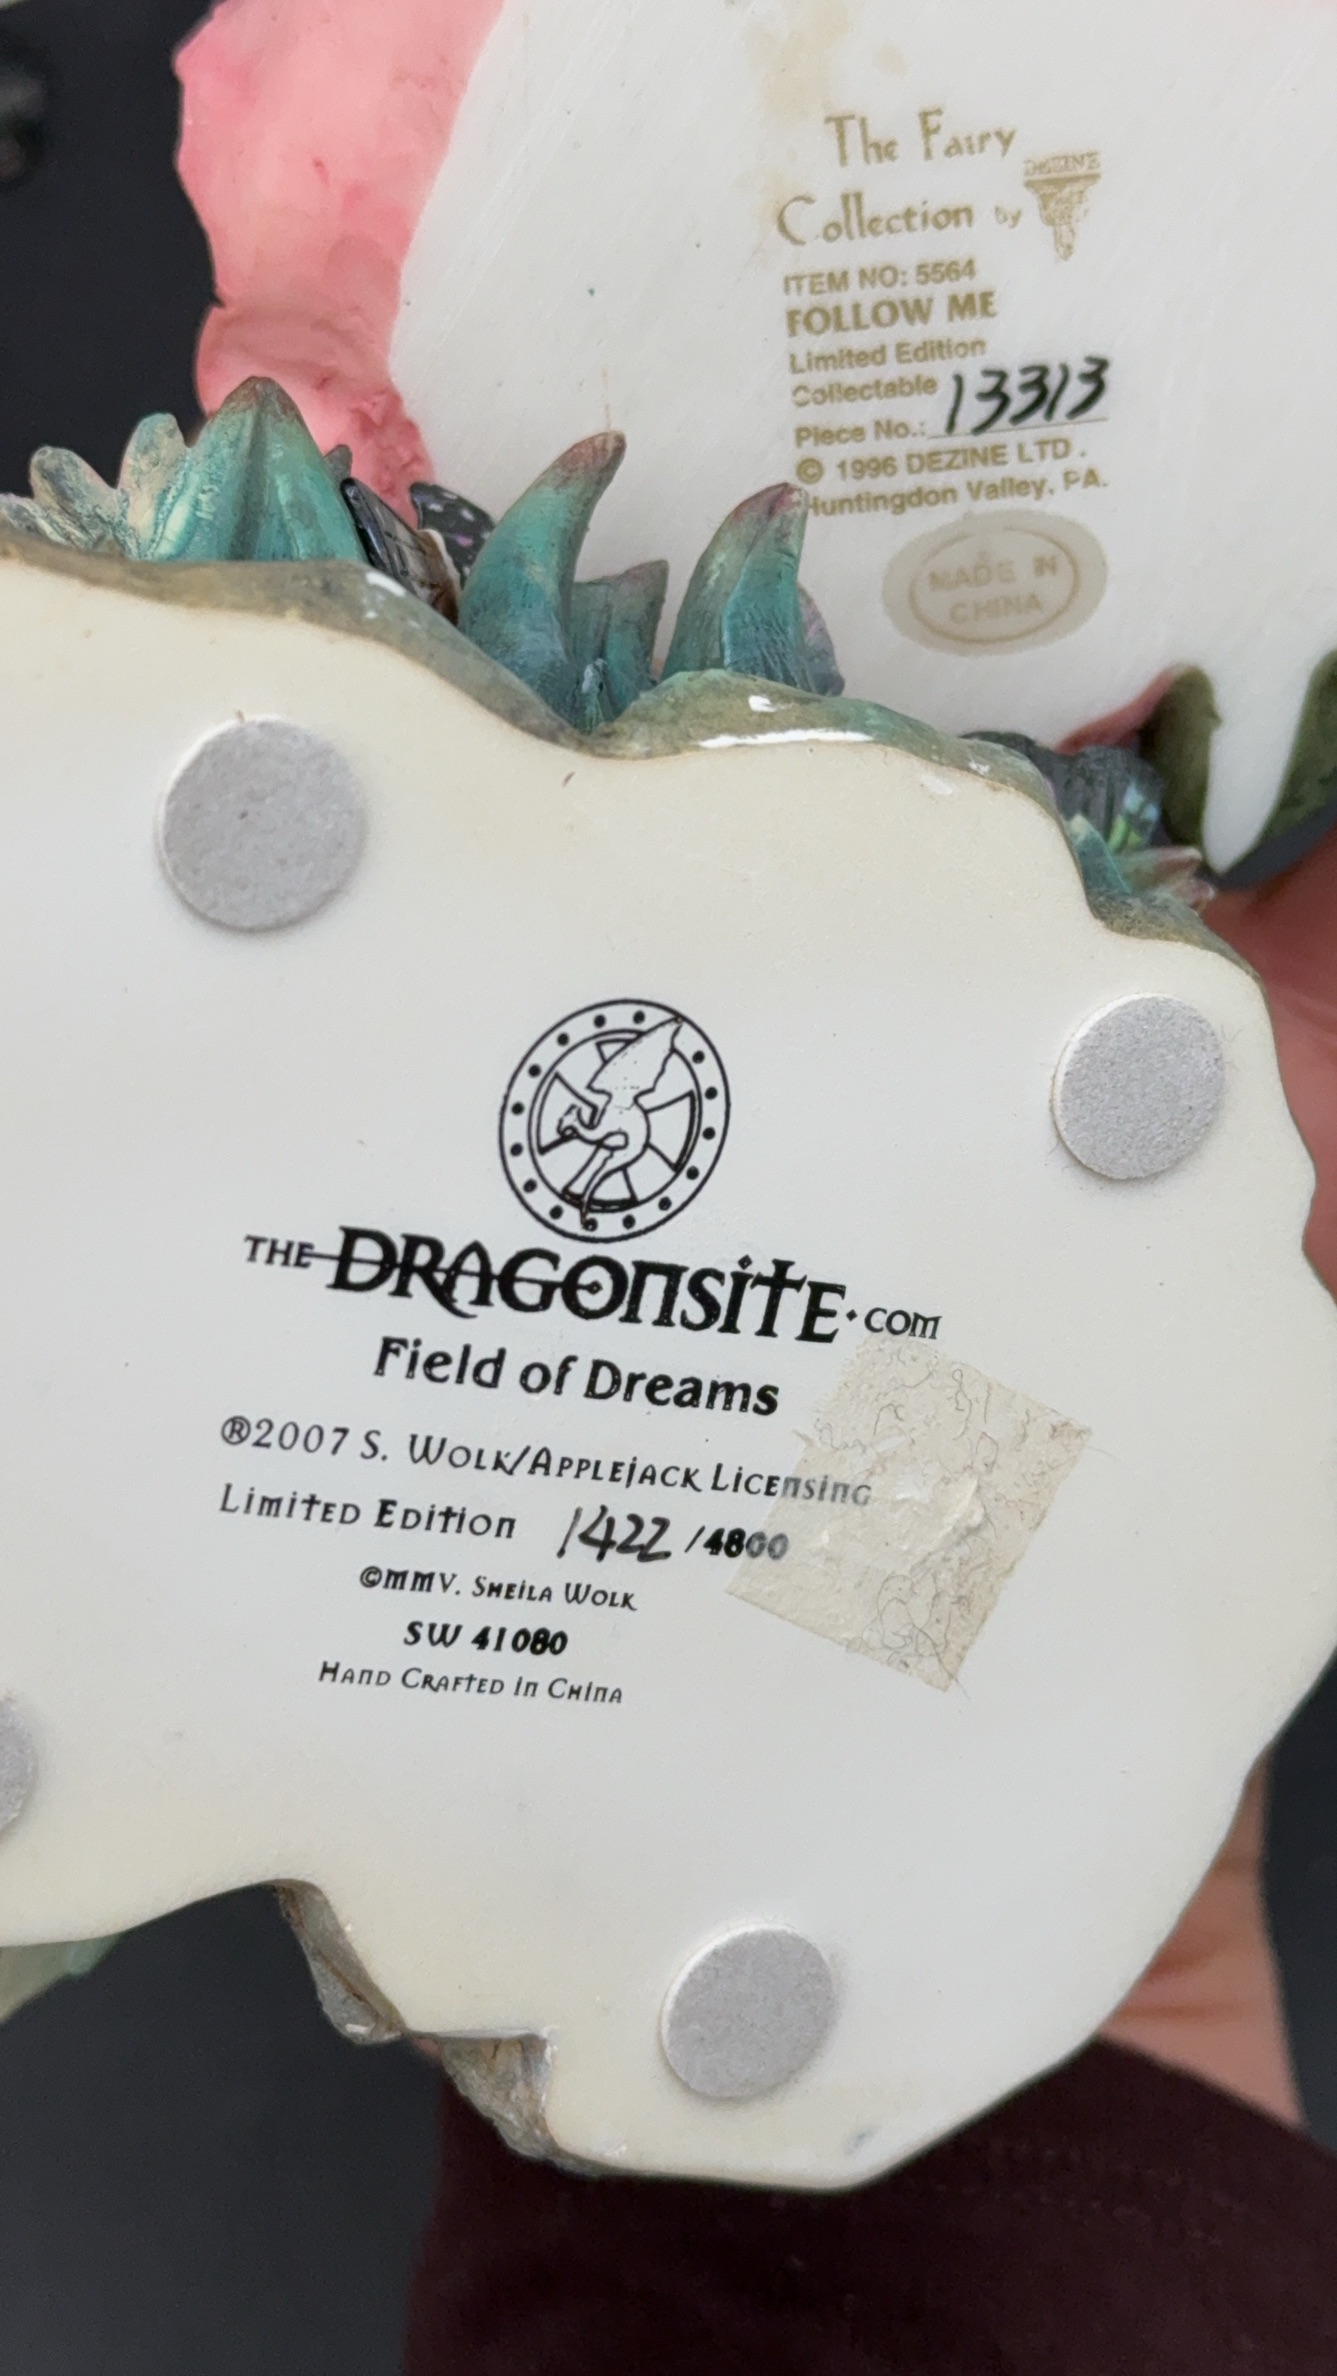 The Fairy
Collection by
DEZINE
ITEM NO: 5564
FOLLOW ME
Limited Edition
Collectable
Piece No.: 13313
© 1996 DEZINE LTD.
Huntingdon Valley, PA.
MADE IN
CHINA
THE DRAGONSITE.COM
Field of Dreams
®2007 S. WOLK/APPLEJACK LICENSING
LIMITED EDITION 1422 /4800
©MMV. SHEILA WOLK
SW 41080
HAND CRAFTED IN CHINA